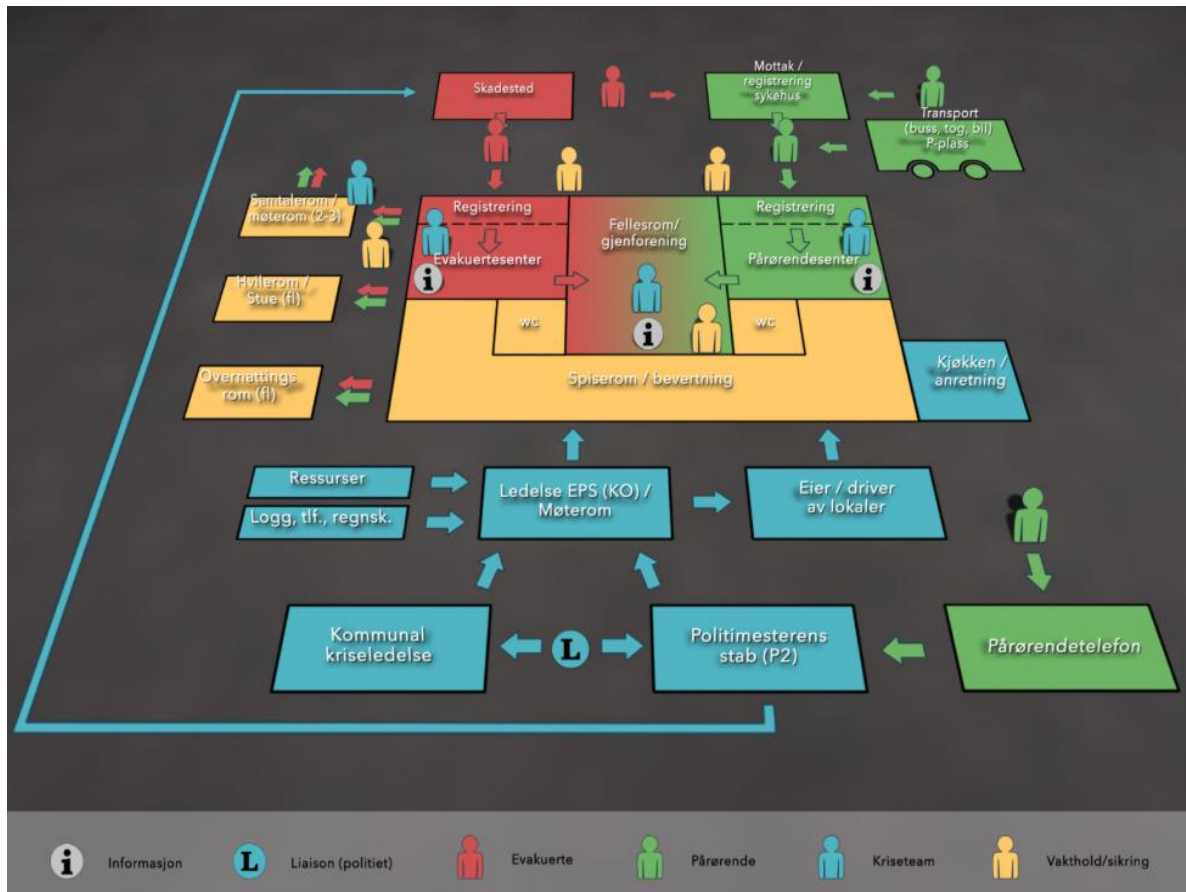 Skadested
Mottak /
registrering
sykehus
Transport
(buss, tog, bil)
P-plass
Samtalerom /
møterom (2-3)
Registrering
Evakuertesenter
i
Fellesrom/
gjenforening
i
Registrering
Pårørendesenter
i
Hvilerom /
Stue (fl)
wc
wc
Overnattings
rom (fl)
Spiserom / bevertning
Kjøkken /
anretning
Ressurser
Logg, tlf., regnsk.
Ledelse EPS (KO) /
Møterom
Eier / driver
av lokaler
Kommunal
kriseledelse
L
Politimesterens
stab (P2)
Pårørendetelefon
i Informasjon
L Liaison (politiet)
Evakuerte
Pårørende
Kriseteam
Vakthold/sikring